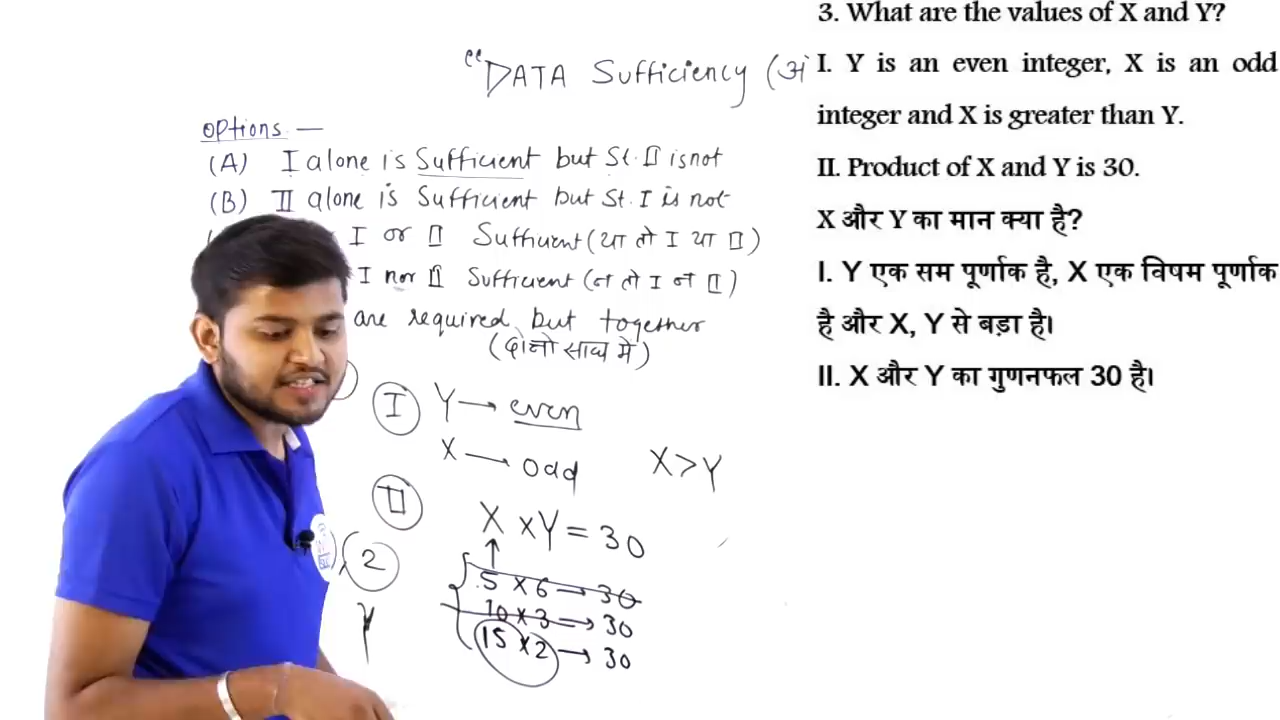 "DATA Sufficiency (अं
options —
(A) I alone is Sufficient but St. II is not
(B) II alone is Sufficient but St. I is not
I or II Sufficient (या तो I या II)
I nor II Sufficient (न तो I न II)
are required but together
(दोनो साथ में)
I Y → even
X → odd X > Y
II
X x Y = 30
2
5 x 6 → 30
10 x 3 → 30
15 x 2 → 30
Y
3. What are the values of X and Y?
I. Y is an even integer, X is an odd
integer and X is greater than Y.
II. Product of X and Y is 30.
X और Y का मान क्या है?
I. Y एक सम पूर्णांक है, X एक विषम पूर्णांक
है और X, Y से बड़ा है।
II. X और Y का गुणनफल 30 है।